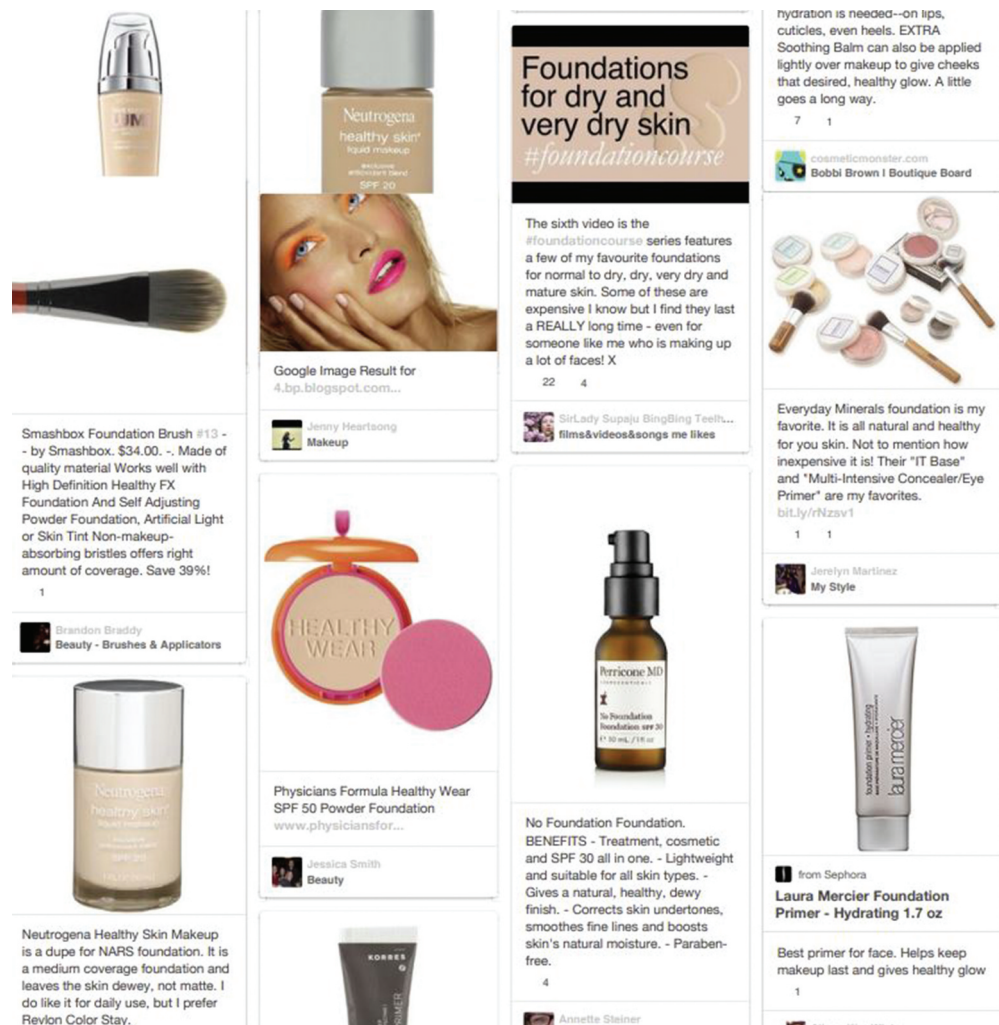 LUMI
Smashbox Foundation Brush #13 -
- by Smashbox. $34.00. -. Made of
quality material Works well with
High Definition Healthy FX
Foundation And Self Adjusting
Powder Foundation, Artificial Light
or Skin Tint Non-makeup-
absorbing bristles offers right
amount of coverage. Save 39%!
1
Brandon Braddy
Beauty - Brushes & Applicators
Neutrogena
healthy skin
liquid makeup
SPF 20
Neutrogena Healthy Skin Makeup
is a dupe for NARS foundation. It is
a medium coverage foundation and
leaves the skin dewey, not matte. I
do like it for daily use, but I prefer
Revlon Color Stay.
Neutrogena
healthy skin
liquid makeup
exclusive
antioxidant blend
SPF 20
Google Image Result for
4.bp.blogspot.com...
Jenny Heartsong
Makeup
HEALTHY
WEAR
Physicians Formula Healthy Wear
SPF 50 Powder Foundation
www.physiciansfor...
Jessica Smith
Beauty
KORRES
PRIMER
Foundations
for dry and
very dry skin
#foundationcourse
The sixth video is the
#foundationcourse series features
a few of my favourite foundations
for normal to dry, dry, very dry and
mature skin. Some of these are
expensive I know but I find they last
a REALLY long time - even for
someone like me who is making up
a lot of faces! X
22 4
SirLady Supaju BingBing Teelh...
films&videos&songs me likes
Perricone MD
No Foundation
Foundation SPF 30
30 mL / 1 fl oz
No Foundation Foundation.
BENEFITS - Treatment, cosmetic
and SPF 30 all in one. - Lightweight
and suitable for all skin types. -
Gives a natural, healthy, dewy
finish. - Corrects skin undertones,
smoothes fine lines and boosts
skin's natural moisture. - Paraben-
free.
4
Annette Steiner
hydration is needed--on lips,
cuticles, even heels. EXTRA
Soothing Balm can also be applied
lightly over makeup to give cheeks
that desired, healthy glow. A little
goes a long way.
7 1
cosmeticmonster.com
Bobbi Brown l Boutique Board
Everyday Minerals foundation is my
favorite. It is all natural and healthy
for you skin. Not to mention how
inexpensive it is! Their "IT Base"
and "Multi-Intensive Concealer/Eye
Primer" are my favorites.
bit.ly/rNzsv1
1 1
Jerelyn Martinez
My Style
foundation primer • hydrating
laura mercier
from Sephora
Laura Mercier Foundation
Primer - Hydrating 1.7 oz
Best primer for face. Helps keep
makeup last and gives healthy glow
1